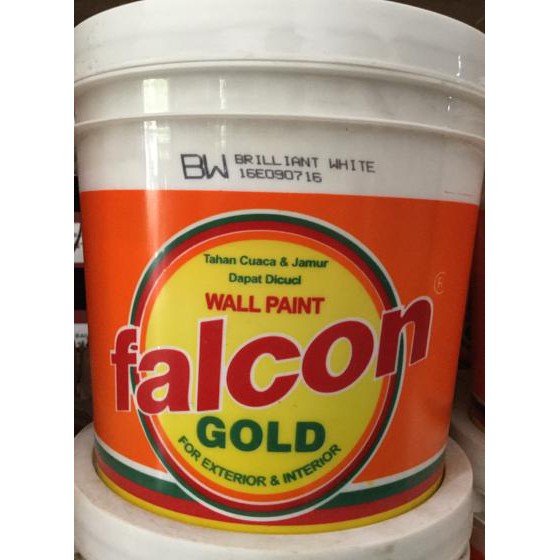 BW BRILLIANT WHITE
16E090716
Tahan Cuaca & Jamur
Dapat Dicuci
WALL PAINT
falcon
®
GOLD
FOR EXTERIOR & INTERIOR